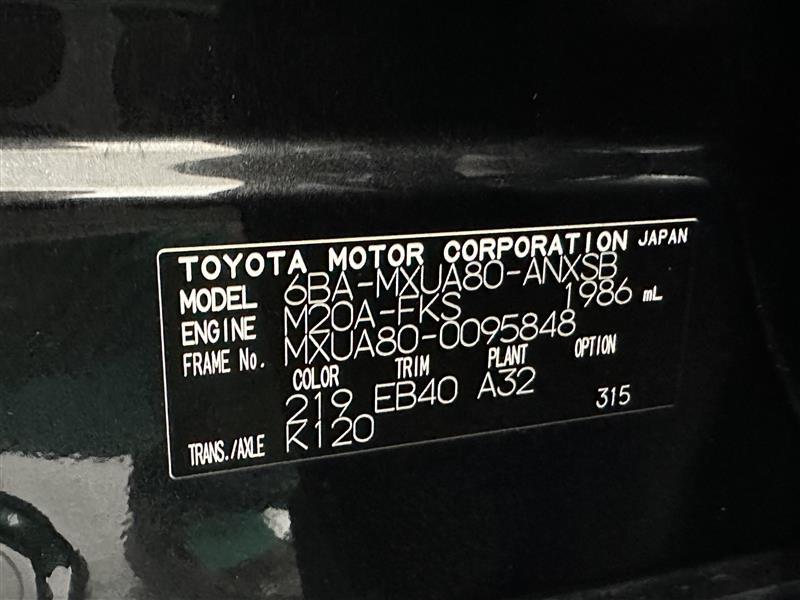 TOYOTA MOTOR CORPORATION JAPAN
MODEL 6BA-MXUA80-ANXSB
ENGINE M20A-FKS 1986 mL
FRAME No. MXUA80-0095848
COLOR TRIM PLANT OPTION
219 EB40 A32 315
TRANS./AXLE K120